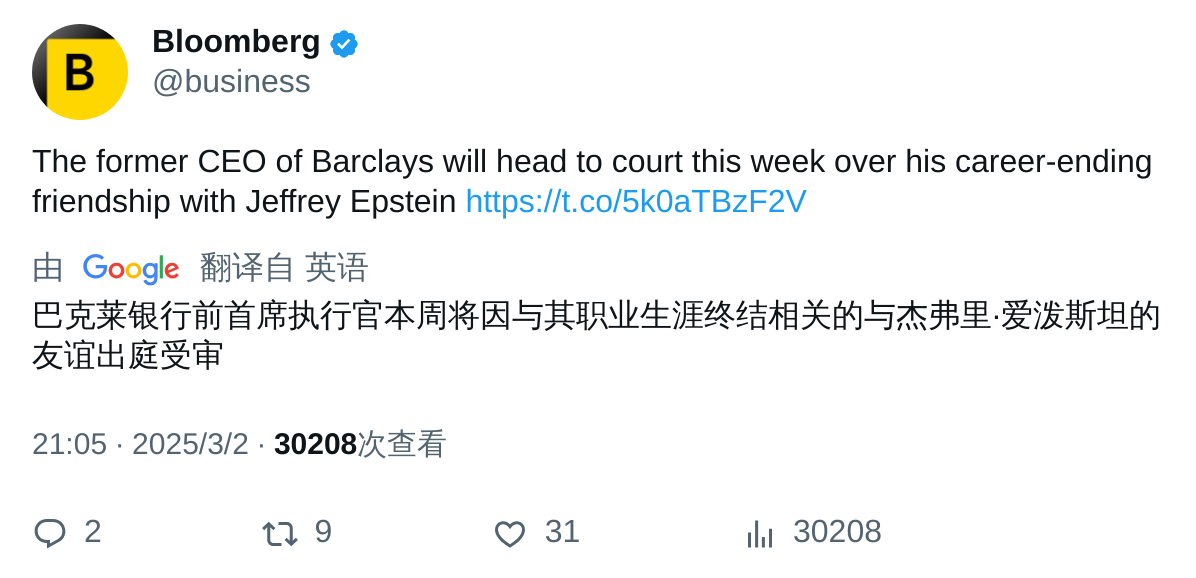 B
Bloomberg
@business
The former CEO of Barclays will head to court this week over his career-ending
friendship with Jeffrey Epstein https://t.co/5k0aTBzF2V
由 Google 翻译自 英语
巴克莱银行前首席执行官本周将因与其职业生涯终结相关的与杰弗里·爱泼斯坦的
友谊出庭受审
21:05 · 2025/3/2 · 30208次查看
2 9 31 30208